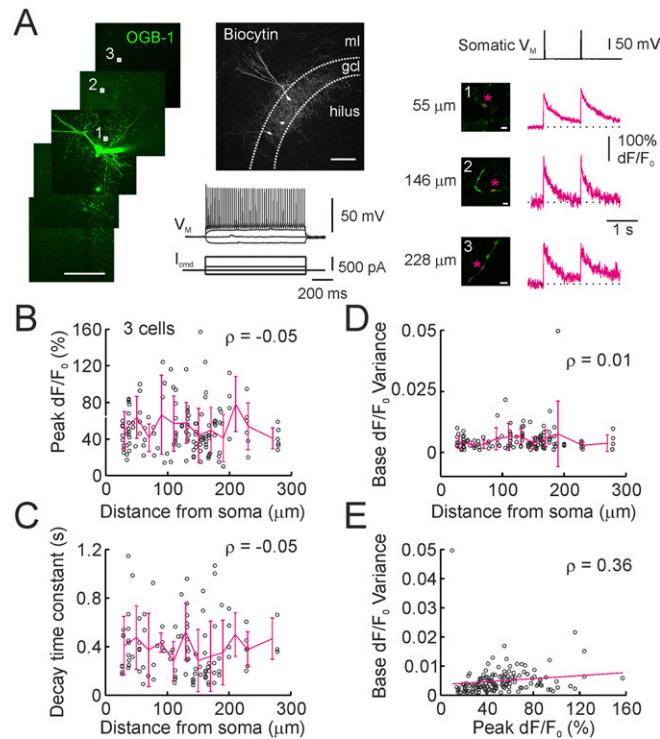 A
OGB-1
3
2
1
Biocytin
ml
gcl
hilus
V_M
50 mV
I_cmd
500 pA
200 ms
Somatic V_M
50 mV
55 μm
1
*
100%
dF/F₀
146 μm
2
*
1 s
228 μm
3
*
B
3 cells
ρ = -0.05
Peak dF/F₀ (%)
160
120
80
40
0
0 100 200 300
Distance from soma (μm)
D
ρ = 0.01
Base dF/F₀ Variance
0.05
0.025
0
0 100 200 300
Distance from soma (μm)
C
ρ = -0.05
Decay time constant (s)
1.2
0.8
0.4
0
0 100 200 300
Distance from soma (μm)
E
ρ = 0.36
Base dF/F₀ Variance
0.05
0.015
0.01
0.005
0
0 40 80 120 160
Peak dF/F₀ (%)